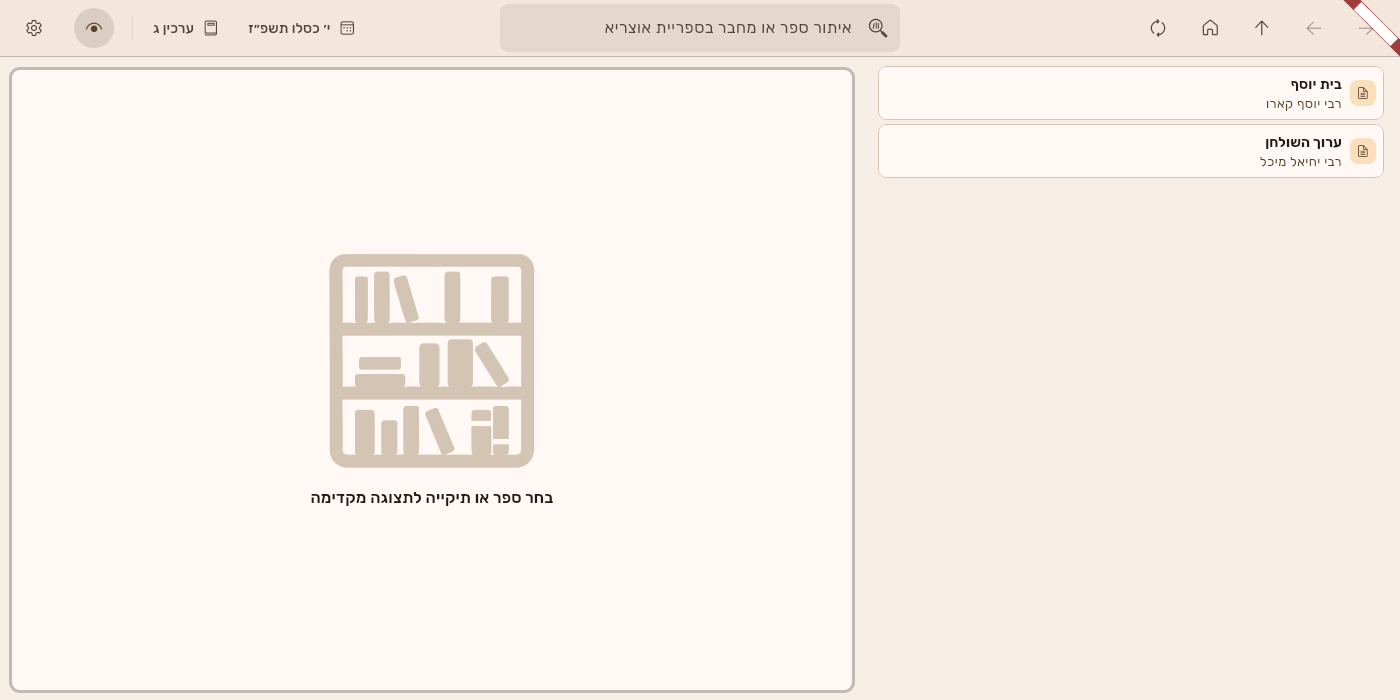 איתור ספר או מחבר בספריית אוצריא
י׳ כסלו תשפ״ז
ערכין ג
בית יוסף
רבי יוסף קארו
ערוך השולחן
רבי יחיאל מיכל
בחר ספר או תיקייה לתצוגה מקדימה